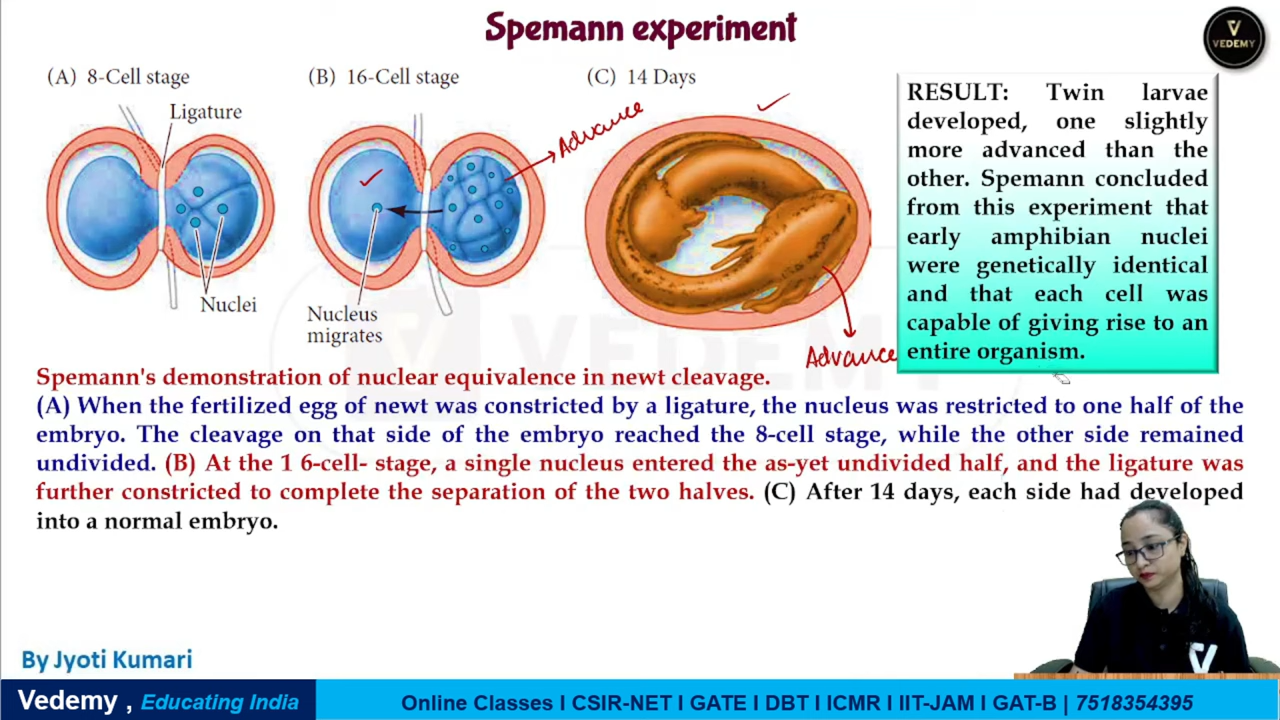 Spemann experiment
VEDEMY
(A) 8-Cell stage
(B) 16-Cell stage
(C) 14 Days
Ligature
Nuclei
Advance
Nucleus
migrates
Advance
RESULT: Twin larvae
developed, one slightly
more advanced than the
other. Spemann concluded
from this experiment that
early amphibian nuclei
were genetically identical
and that each cell was
capable of giving rise to an
entire organism.
VEDEMY
Spemann's demonstration of nuclear equivalence in newt cleavage.
(A) When the fertilized egg of newt was constricted by a ligature, the nucleus was restricted to one half of the
embryo. The cleavage on that side of the embryo reached the 8-cell stage, while the other side remained
undivided. (B) At the 1 6-cell- stage, a single nucleus entered the as-yet undivided half, and the ligature was
further constricted to complete the separation of the two halves. (C) After 14 days, each side had developed
into a normal embryo.
By Jyoti Kumari
Vedemy , Educating India
Online Classes I CSIR-NET I GATE I DBT I ICMR I IIT-JAM I GAT-B | 7518354395